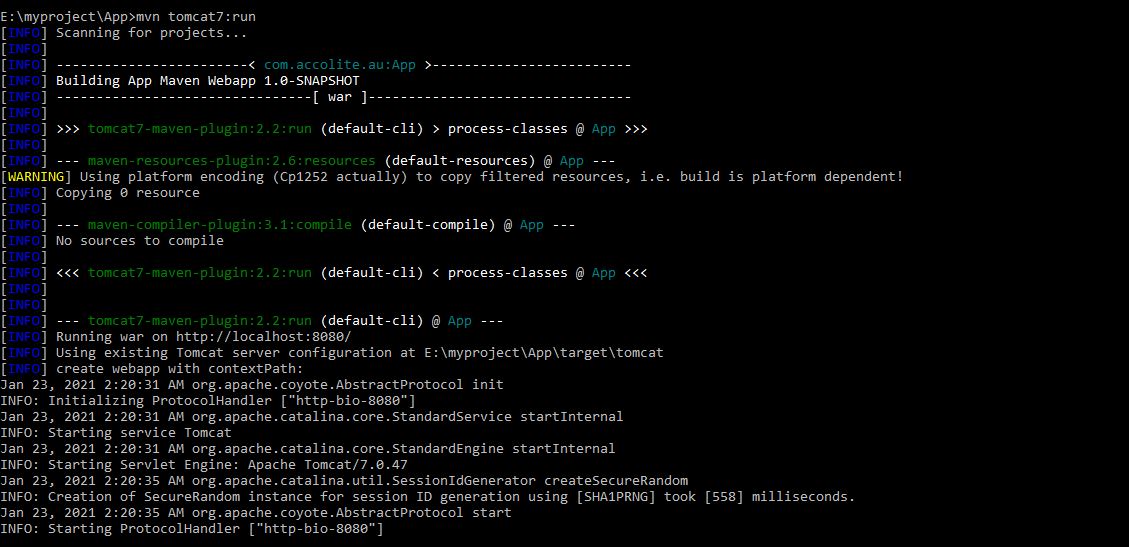 E:\myproject\App>mvn tomcat7:run
[INFO] Scanning for projects...
[INFO]
[INFO] ------------------------< com.accolite.au:App >-------------------------
[INFO] Building App Maven Webapp 1.0-SNAPSHOT
[INFO] --------------------------------[ war ]---------------------------------
[INFO]
[INFO] >>> tomcat7-maven-plugin:2.2:run (default-cli) > process-classes @ App >>>
[INFO]
[INFO] --- maven-resources-plugin:2.6:resources (default-resources) @ App ---
[WARNING] Using platform encoding (Cp1252 actually) to copy filtered resources, i.e. build is platform dependent!
[INFO] Copying 0 resource
[INFO]
[INFO] --- maven-compiler-plugin:3.1:compile (default-compile) @ App ---
[INFO] No sources to compile
[INFO]
[INFO] <<< tomcat7-maven-plugin:2.2:run (default-cli) < process-classes @ App <<<
[INFO]
[INFO]
[INFO] --- tomcat7-maven-plugin:2.2:run (default-cli) @ App ---
[INFO] Running war on http://localhost:8080/
[INFO] Using existing Tomcat server configuration at E:\myproject\App\target\tomcat
[INFO] create webapp with contextPath:
Jan 23, 2021 2:20:31 AM org.apache.coyote.AbstractProtocol init
INFO: Initializing ProtocolHandler ["http-bio-8080"]
Jan 23, 2021 2:20:31 AM org.apache.catalina.core.StandardService startInternal
INFO: Starting service Tomcat
Jan 23, 2021 2:20:31 AM org.apache.catalina.core.StandardEngine startInternal
INFO: Starting Servlet Engine: Apache Tomcat/7.0.47
Jan 23, 2021 2:20:35 AM org.apache.catalina.util.SessionIdGenerator createSecureRandom
INFO: Creation of SecureRandom instance for session ID generation using [SHA1PRNG] took [558] milliseconds.
Jan 23, 2021 2:20:35 AM org.apache.coyote.AbstractProtocol start
INFO: Starting ProtocolHandler ["http-bio-8080"]